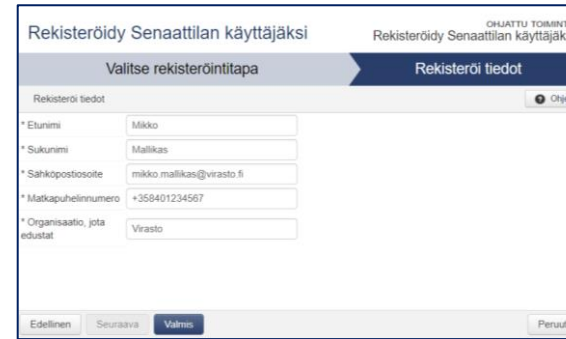 Rekisteröidy Senaattilan käyttäjäksi
OHJATTU TOIMINT
Rekisteröidy Senaattilan käyttäjäk
Valitse rekisteröintitapa
Rekisteröi tiedot
Rekisteröi tiedot
Ohje
* Etunimi
Mikko
* Sukunimi
Mallikas
* Sähköpostiosoite
mikko.mallikas@virasto.fi
* Matkapuhelinnumero
+358401234567
* Organisaatio, jota
edustat
Virasto
Edellinen
Seuraava
Valmis
Peruut